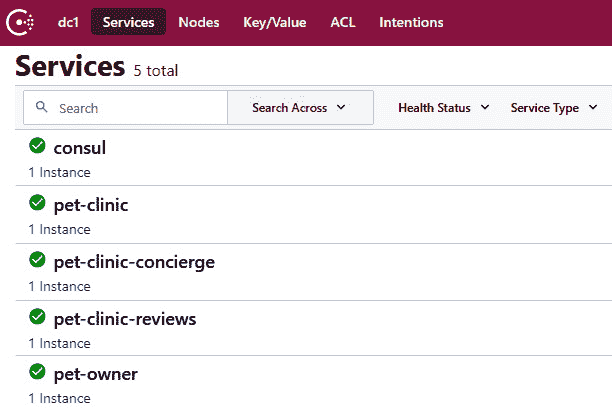 dc1 Services Nodes Key/Value ACL Intentions
Services 5 total
Search Search Across Health Status Service Type
consul
1 Instance
pet-clinic
1 Instance
pet-clinic-concierge
1 Instance
pet-clinic-reviews
1 Instance
pet-owner
1 Instance